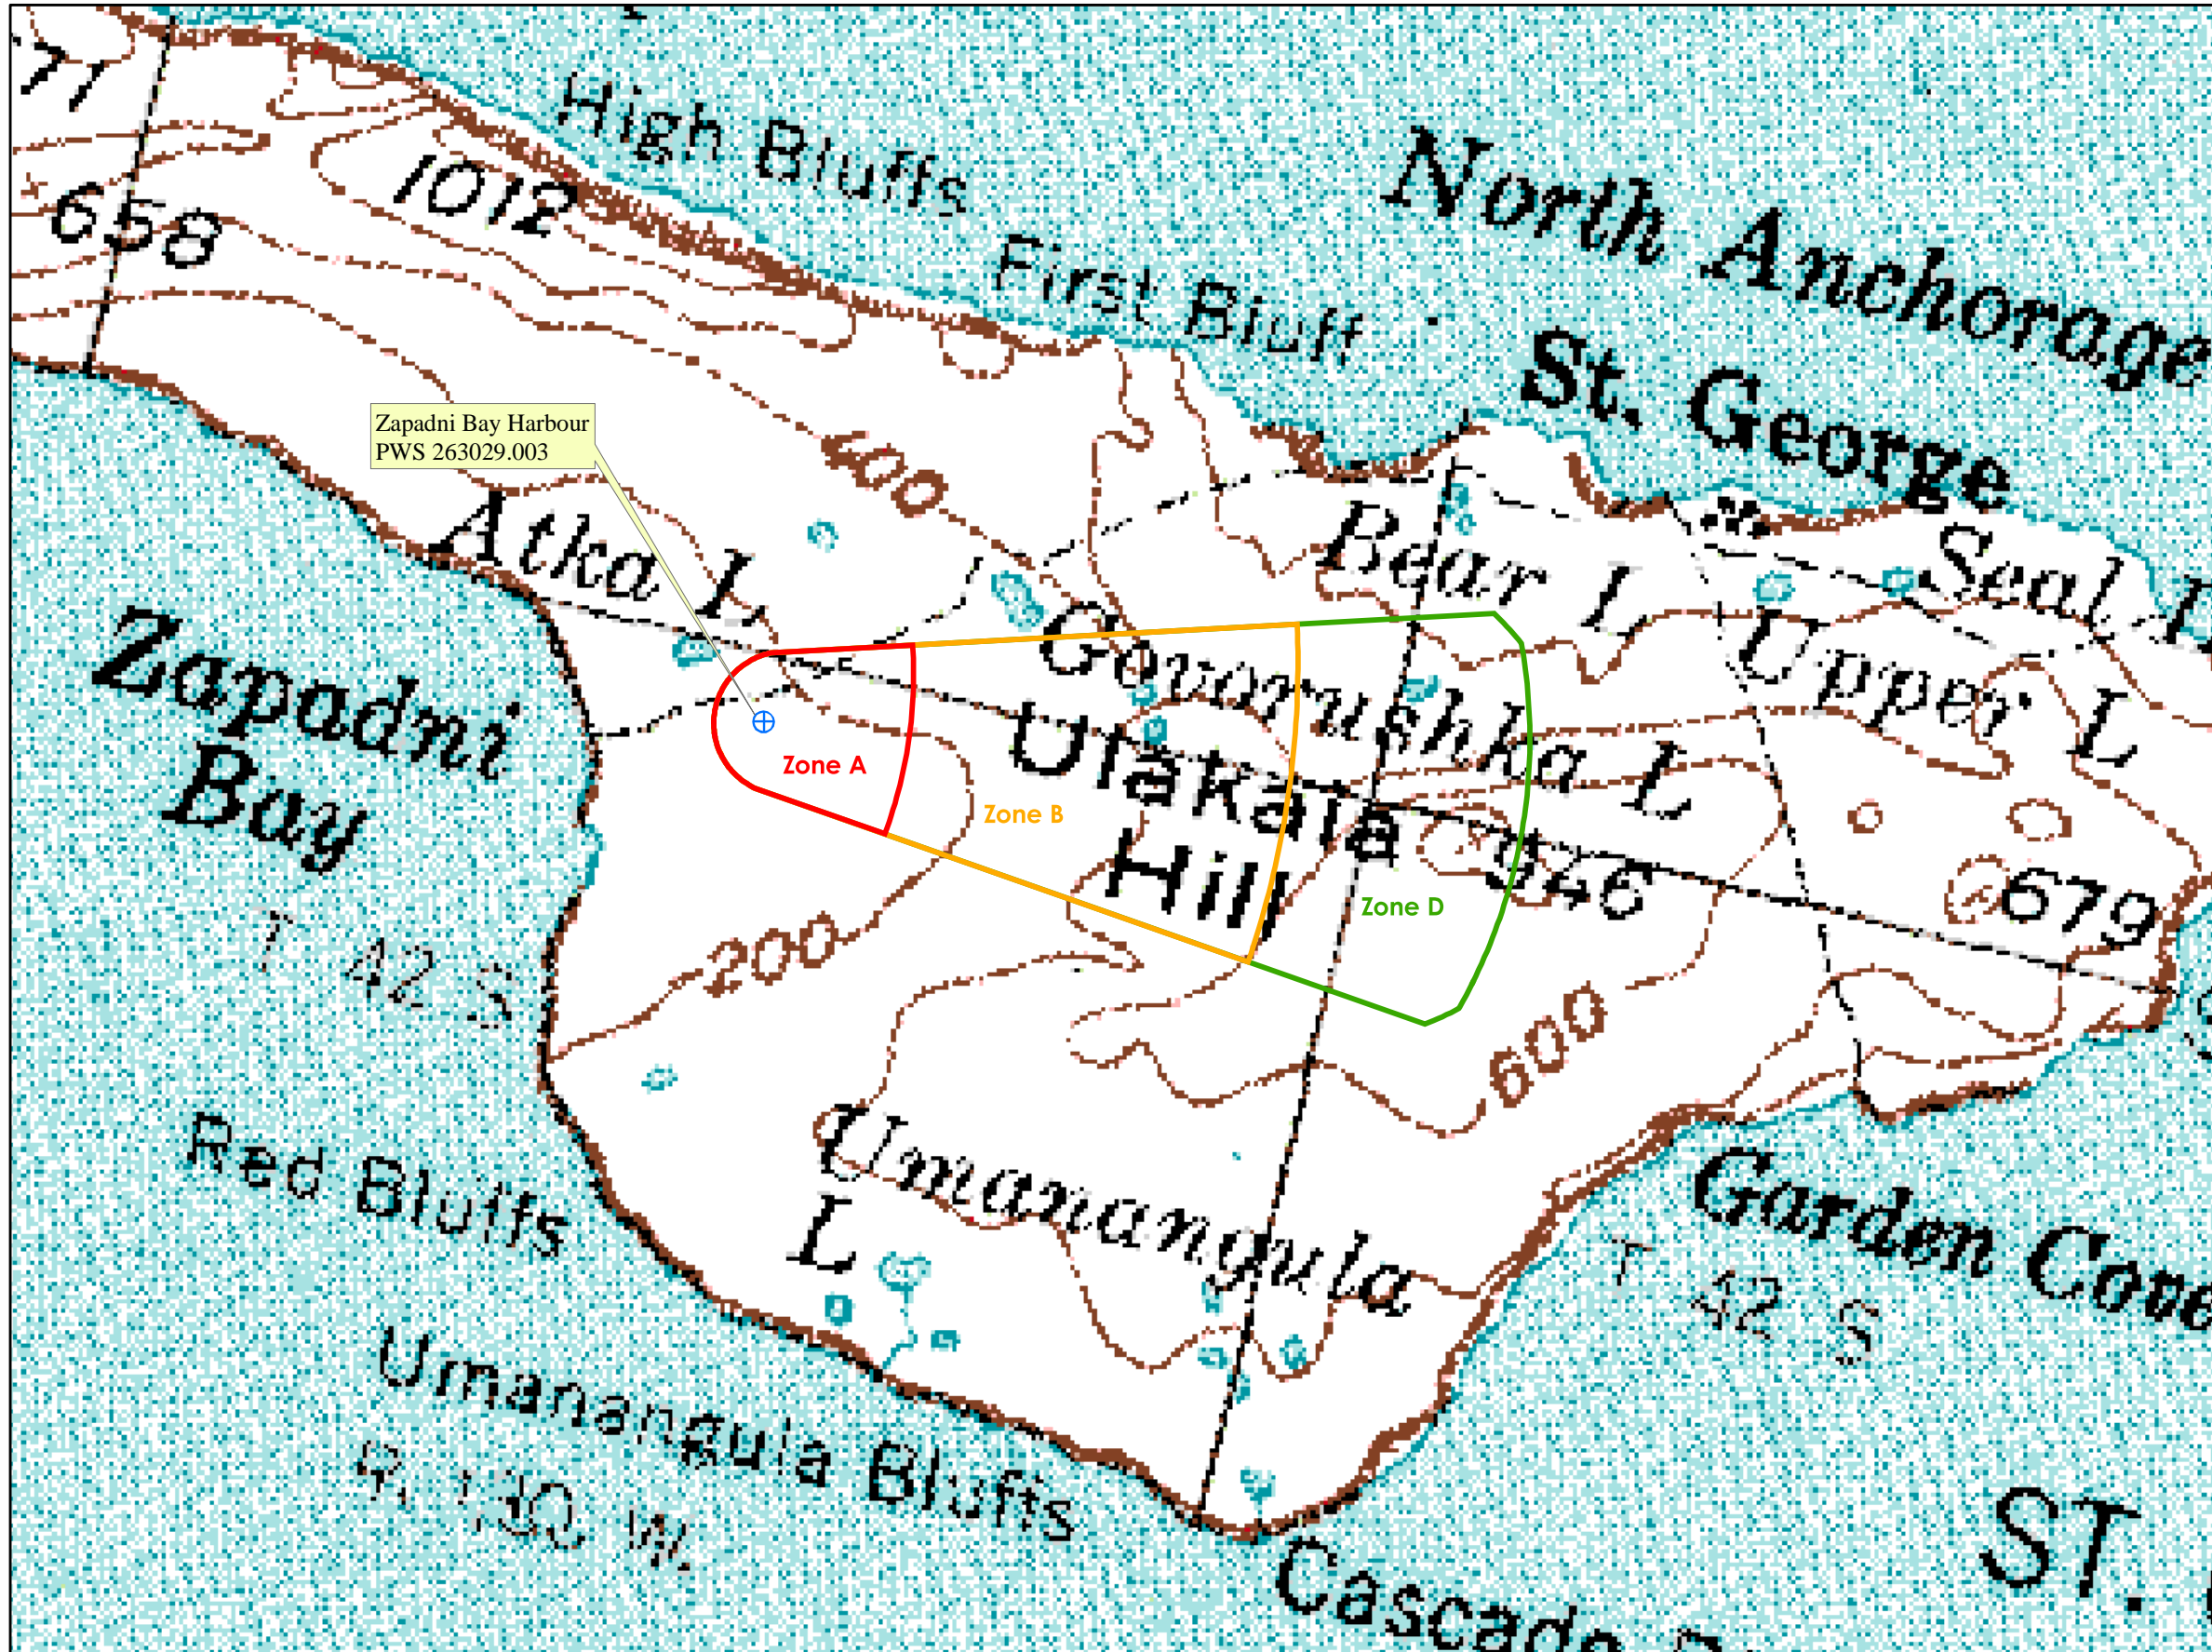 71
High Bluffs
1012
658
North Anchorage
First Bluff
St. George
Zapadni Bay Harbour
PWS 263029.003
400
Atka L
Bear L
Seal L
Zapadni
Bay
Govorushka L
Upper L
Ulakaia
Hill
Zone A
Zone B
Zone D
946
679
200
T 42 S
600
Red Bluffs
Umanangula
L
Garden Cove
T 42 S
Umanangula Bluffs
R. 130 W.
Cascade
ST.